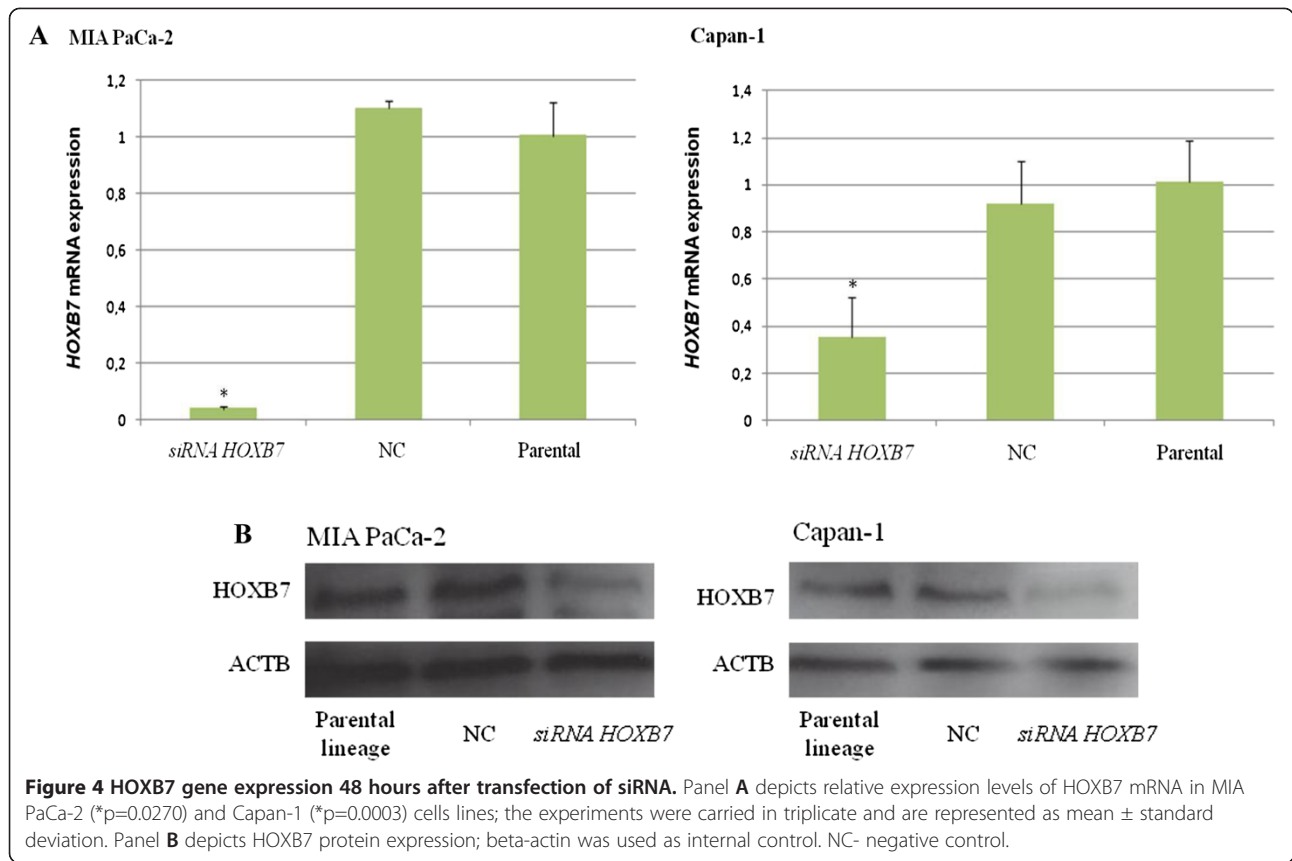 A MIA PaCa-2
Capan-1
HOXB7 mRNA expression
1,2
1
0,8
0,6
0,4
0,2
0
*
siRNA HOXB7 NC Parental
HOXB7 mRNA expression
1,4
1,2
1
0,8
0,6
0,4
0,2
0
*
siRNA HOXB7 NC Parental
B MIA PaCa-2
HOXB7
ACTB
Parental
lineage NC siRNA HOXB7
Capan-1
HOXB7
ACTB
Parental
lineage NC siRNA HOXB7
Figure 4 HOXB7 gene expression 48 hours after transfection of siRNA. Panel A depicts relative expression levels of HOXB7 mRNA in MIA
PaCa-2 (*p=0.0270) and Capan-1 (*p=0.0003) cells lines; the experiments were carried in triplicate and are represented as mean ± standard
deviation. Panel B depicts HOXB7 protein expression; beta-actin was used as internal control. NC- negative control.